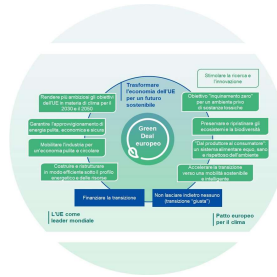 Trasformare
l'economia dell'UE
per un futuro
sostenibile
Stimolare la ricerca e
l'innovazione
Rendere più ambiziosi gli obiettivi
dell'UE in materia di clima per il
2030 e il 2050
Obiettivo "inquinamento zero"
per un ambiente privo
di sostanze tossiche
Garantire l'approvvigionamento di
energia pulita, economica e sicura
Preservare e ripristinare gli
ecosistemi e la biodiversità
Green
Deal
europeo
Mobilitare l'industria per
un'economia pulita e circolare
"Dal produttore al consumatore":
un sistema alimentare equo, sano
e rispettoso dell'ambiente
Costruire e ristrutturare
in modo efficiente sotto il profilo
energetico e delle risorse
Accelerare la transizione
verso una mobilità sostenibile
e intelligente
Finanziare la transizione
Non lasciare indietro nessuno
(transizione "giusta")
L'UE come
leader mondiale
Patto europeo
per il clima